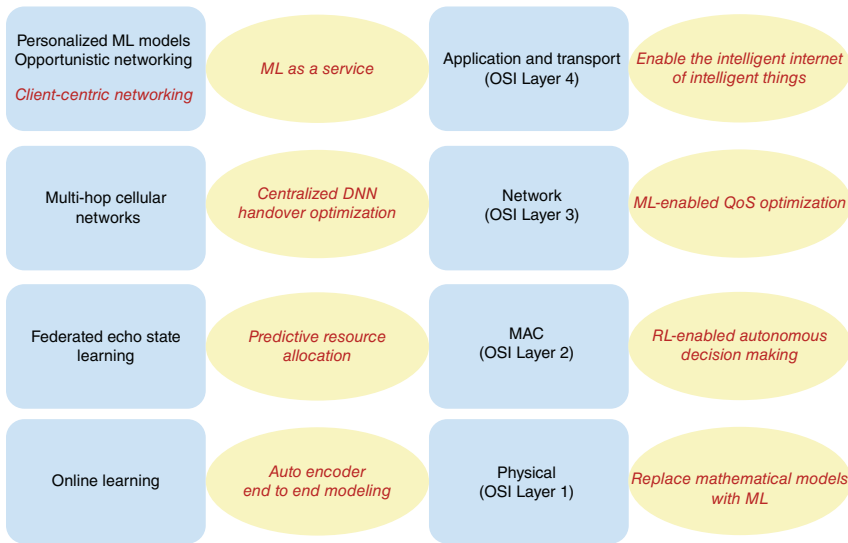 Personalized ML models
Opportunistic networking
Client-centric networking
ML as a service
Application and transport
(OSI Layer 4)
Enable the intelligent internet
of intelligent things
Multi-hop cellular
networks
Centralized DNN
handover optimization
Network
(OSI Layer 3)
ML-enabled QoS optimization
Federated echo state
learning
Predictive resource
allocation
MAC
(OSI Layer 2)
RL-enabled autonomous
decision making
Online learning
Auto encoder
end to end modeling
Physical
(OSI Layer 1)
Replace mathematical models
with ML